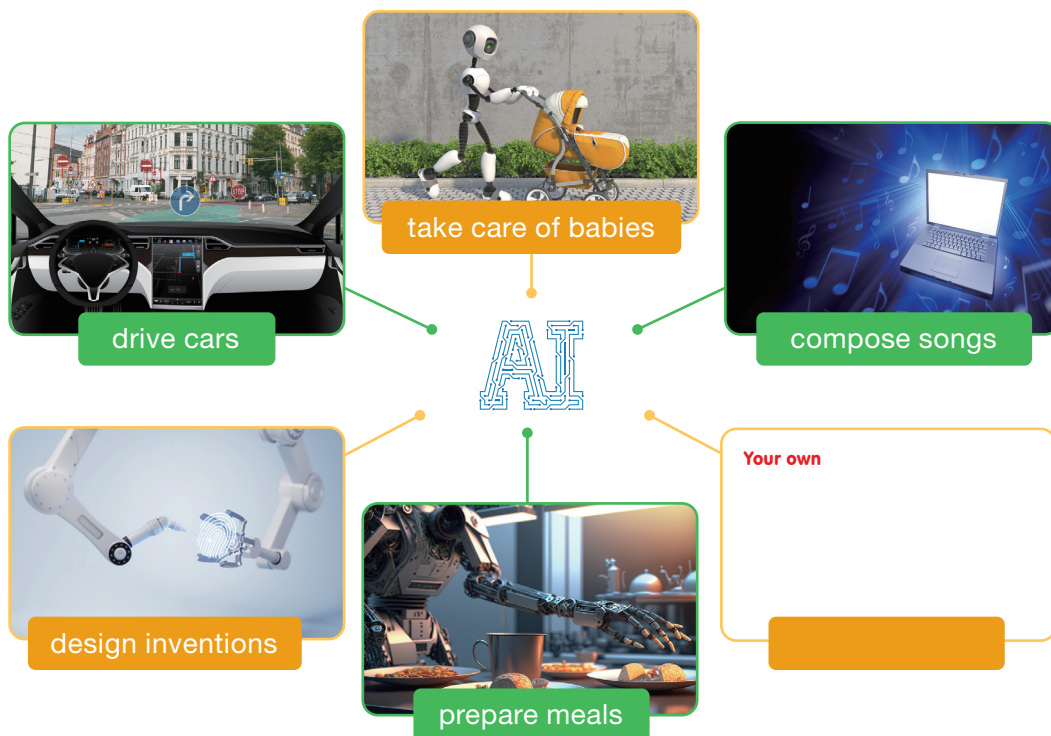 take care of babies
drive cars
compose songs
AI
Your own
design inventions
prepare meals